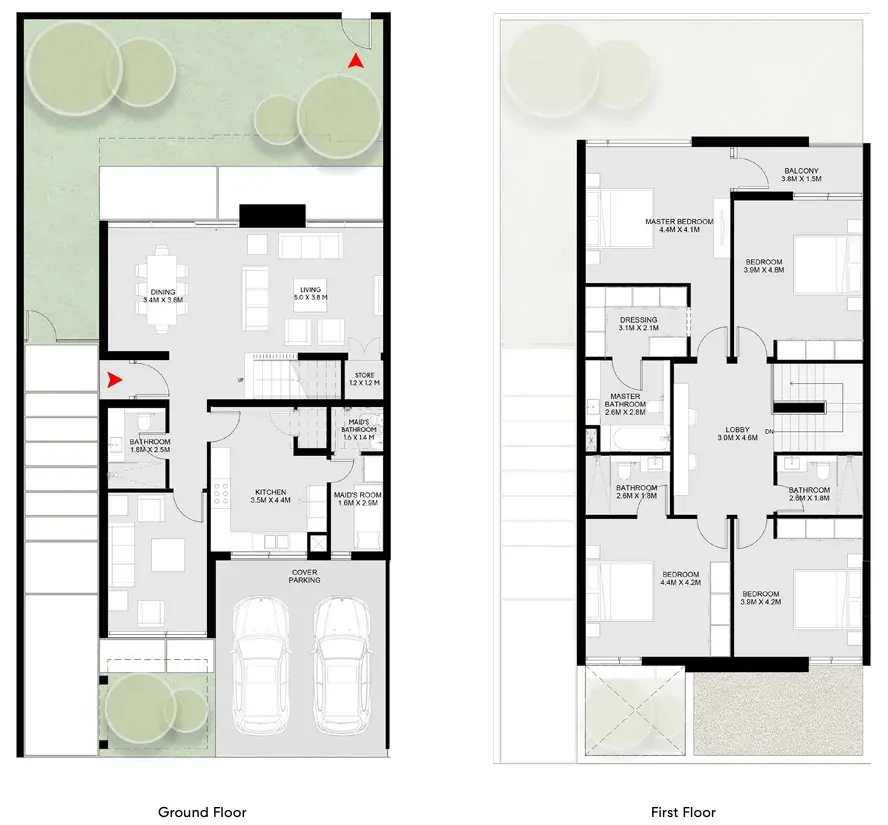 DINING
3.4M X 3.8M
LIVING
5.0 X 3.8 M
UP
STORE
1.2 X 1.2 M
BATHROOM
1.8M X 2.5M
MAID'S
BATHROOM
1.6 X 1.4 M
KITCHEN
3.5M X 4.4M
MAID'S ROOM
1.6M X 2.9M
COVER
PARKING
Ground Floor
BALCONY
3.8M X 1.5M
MASTER BEDROOM
4.4M X 4.1M
BEDROOM
3.9M X 4.8M
DRESSING
3.1M X 2.1M
MASTER
BATHROOM
2.6M X 2.8M
LOBBY
3.0M X 4.6M
DN
BATHROOM
2.6M X 1.8M
BATHROOM
2.6M X 1.8M
BEDROOM
4.4M X 4.2M
BEDROOM
3.9M X 4.2M
First Floor